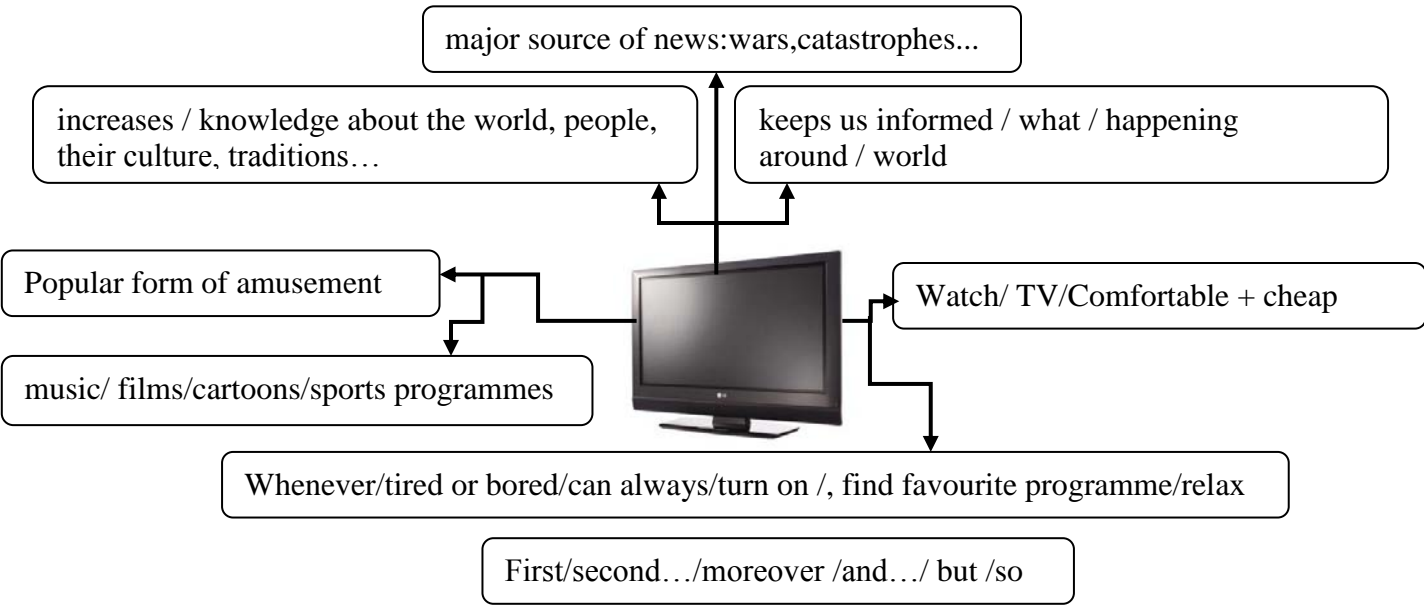 major source of news:wars,catastrophes...
increases / knowledge about the world, people,
their culture, traditions…
keeps us informed / what / happening
around / world
Popular form of amusement
Watch/ TV/Comfortable + cheap
music/ films/cartoons/sports programmes
Whenever/tired or bored/can always/turn on /, find favourite programme/relax
First/second…/moreover /and…/ but /so